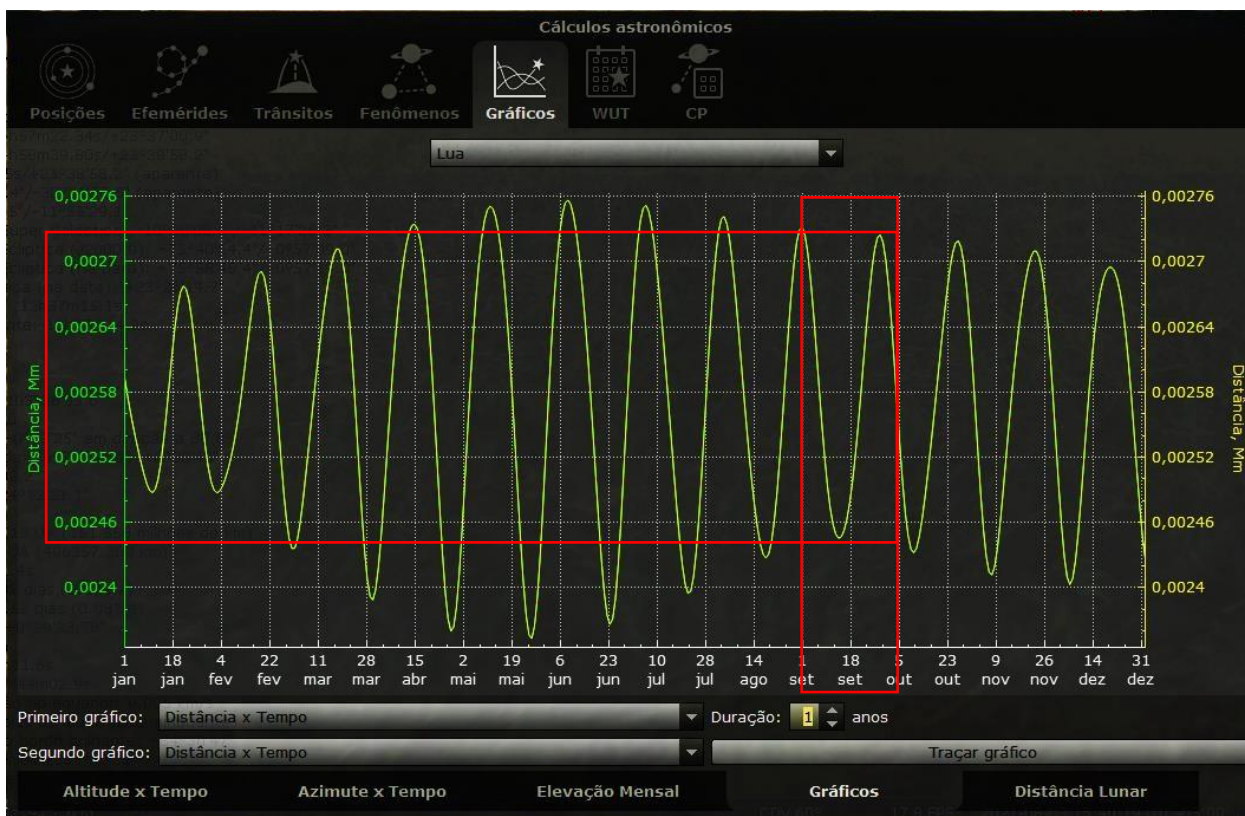 Cálculos astronômicos
Posições Efemérides Trânsitos Fenômenos Gráficos WUT CP
Lua
0,00276 0,00276
0,0027 0,0027
0,00264 0,00264
0,00258 0,00258
0,00252 0,00252
0,00246 0,00246
0,0024 0,0024
Distância, Mm
Distância, Mm
1 18 4 22 11 28 15 2 19 6 23 10 28 14 1 18 5 23 9 26 14 31
jan jan fev fev mar mar abr mai mai jun jun jul jul ago set set out out nov nov dez dez
Primeiro gráfico: Distância x Tempo Duração: 1 anos
Segundo gráfico: Distância x Tempo Traçar gráfico
Altitude x Tempo Azimute x Tempo Elevação Mensal Gráficos Distância Lunar